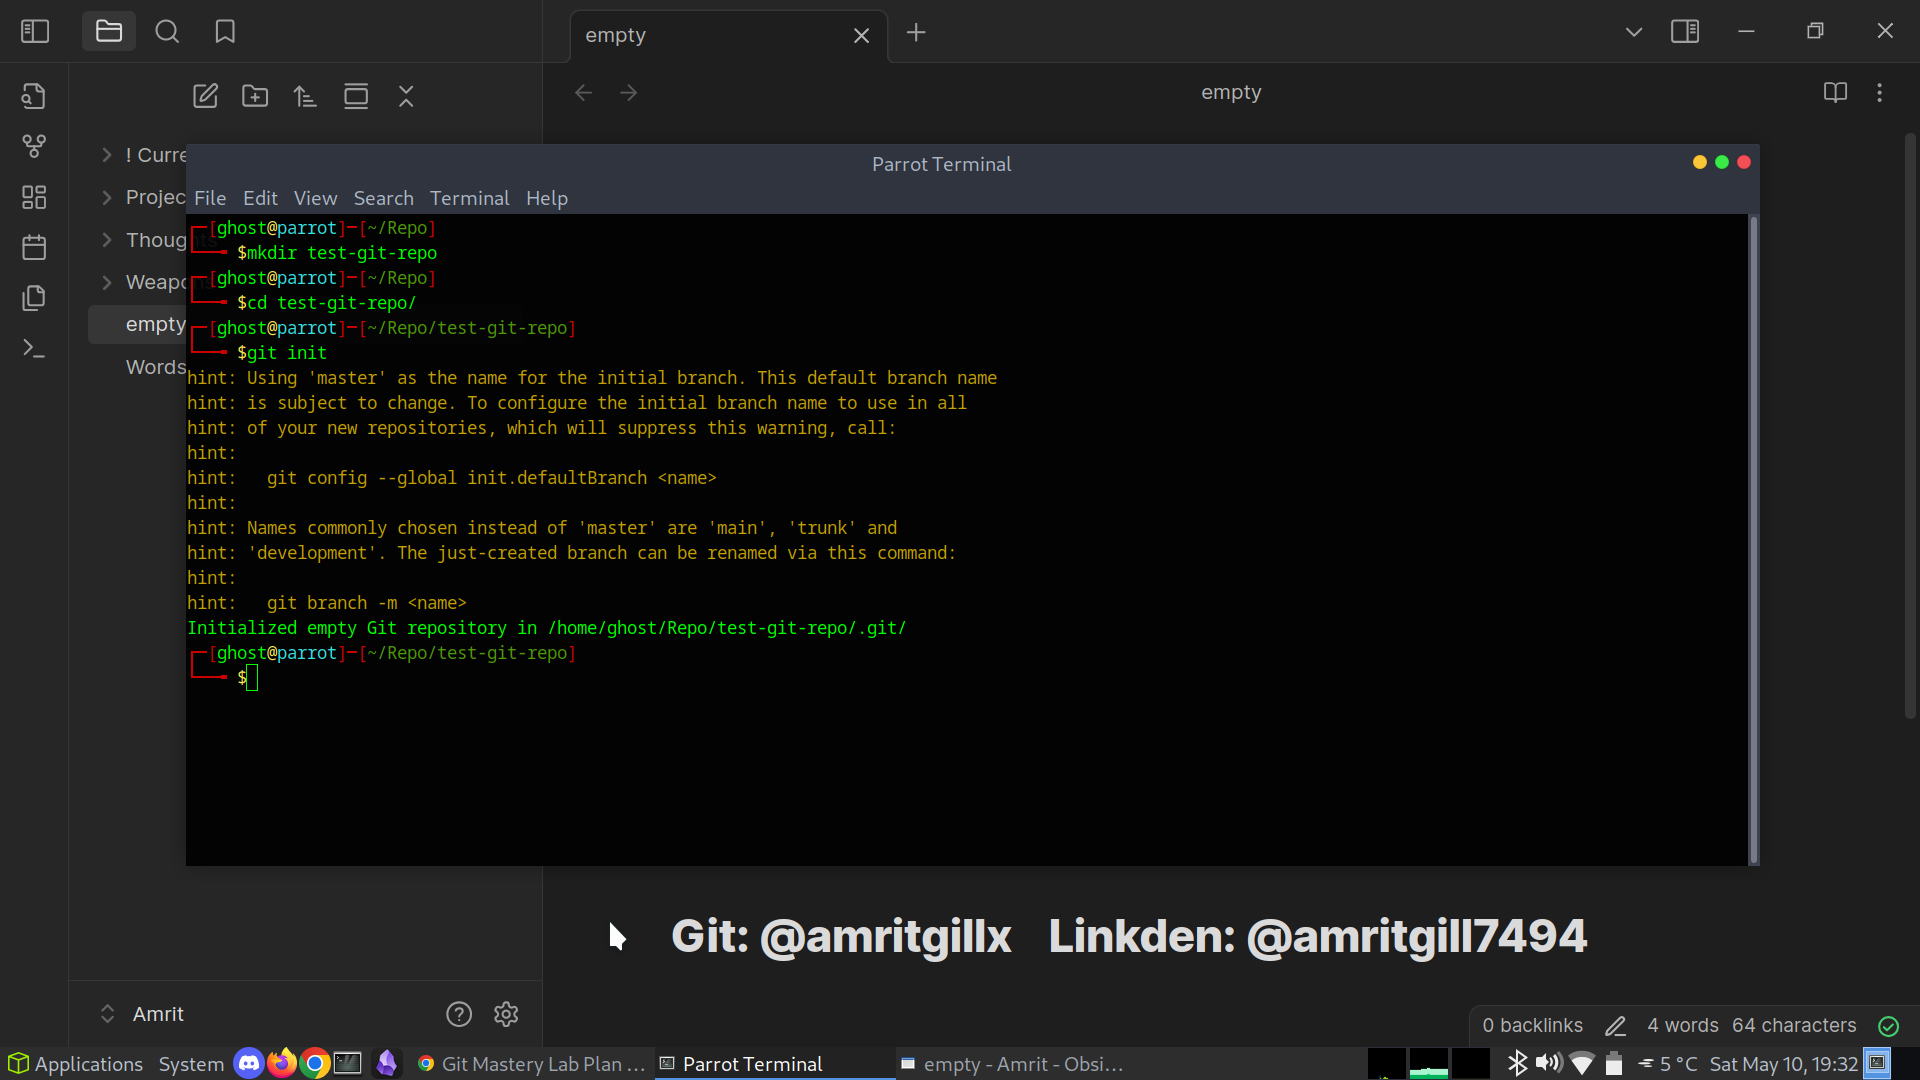 empty
empty
! Curre
Projec
Thoug
Weapo
empty
Words
Parrot Terminal
File Edit View Search Terminal Help
[ghost@parrot]─[~/Repo]
$mkdir test-git-repo
[ghost@parrot]─[~/Repo]
$cd test-git-repo/
[ghost@parrot]─[~/Repo/test-git-repo]
$git init
hint: Using 'master' as the name for the initial branch. This default branch name
hint: is subject to change. To configure the initial branch name to use in all
hint: of your new repositories, which will suppress this warning, call:
hint:
hint:   git config --global init.defaultBranch <name>
hint:
hint: Names commonly chosen instead of 'master' are 'main', 'trunk' and
hint: 'development'. The just-created branch can be renamed via this command:
hint:
hint:   git branch -m <name>
Initialized empty Git repository in /home/ghost/Repo/test-git-repo/.git/
[ghost@parrot]─[~/Repo/test-git-repo]
$
Git: @amritgillx Linkden: @amritgill7494
Amrit
0 backlinks 4 words 64 characters
Applications System Git Mastery Lab Plan ... Parrot Terminal empty - Amrit - Obsi... 5 °C Sat May 10, 19:32